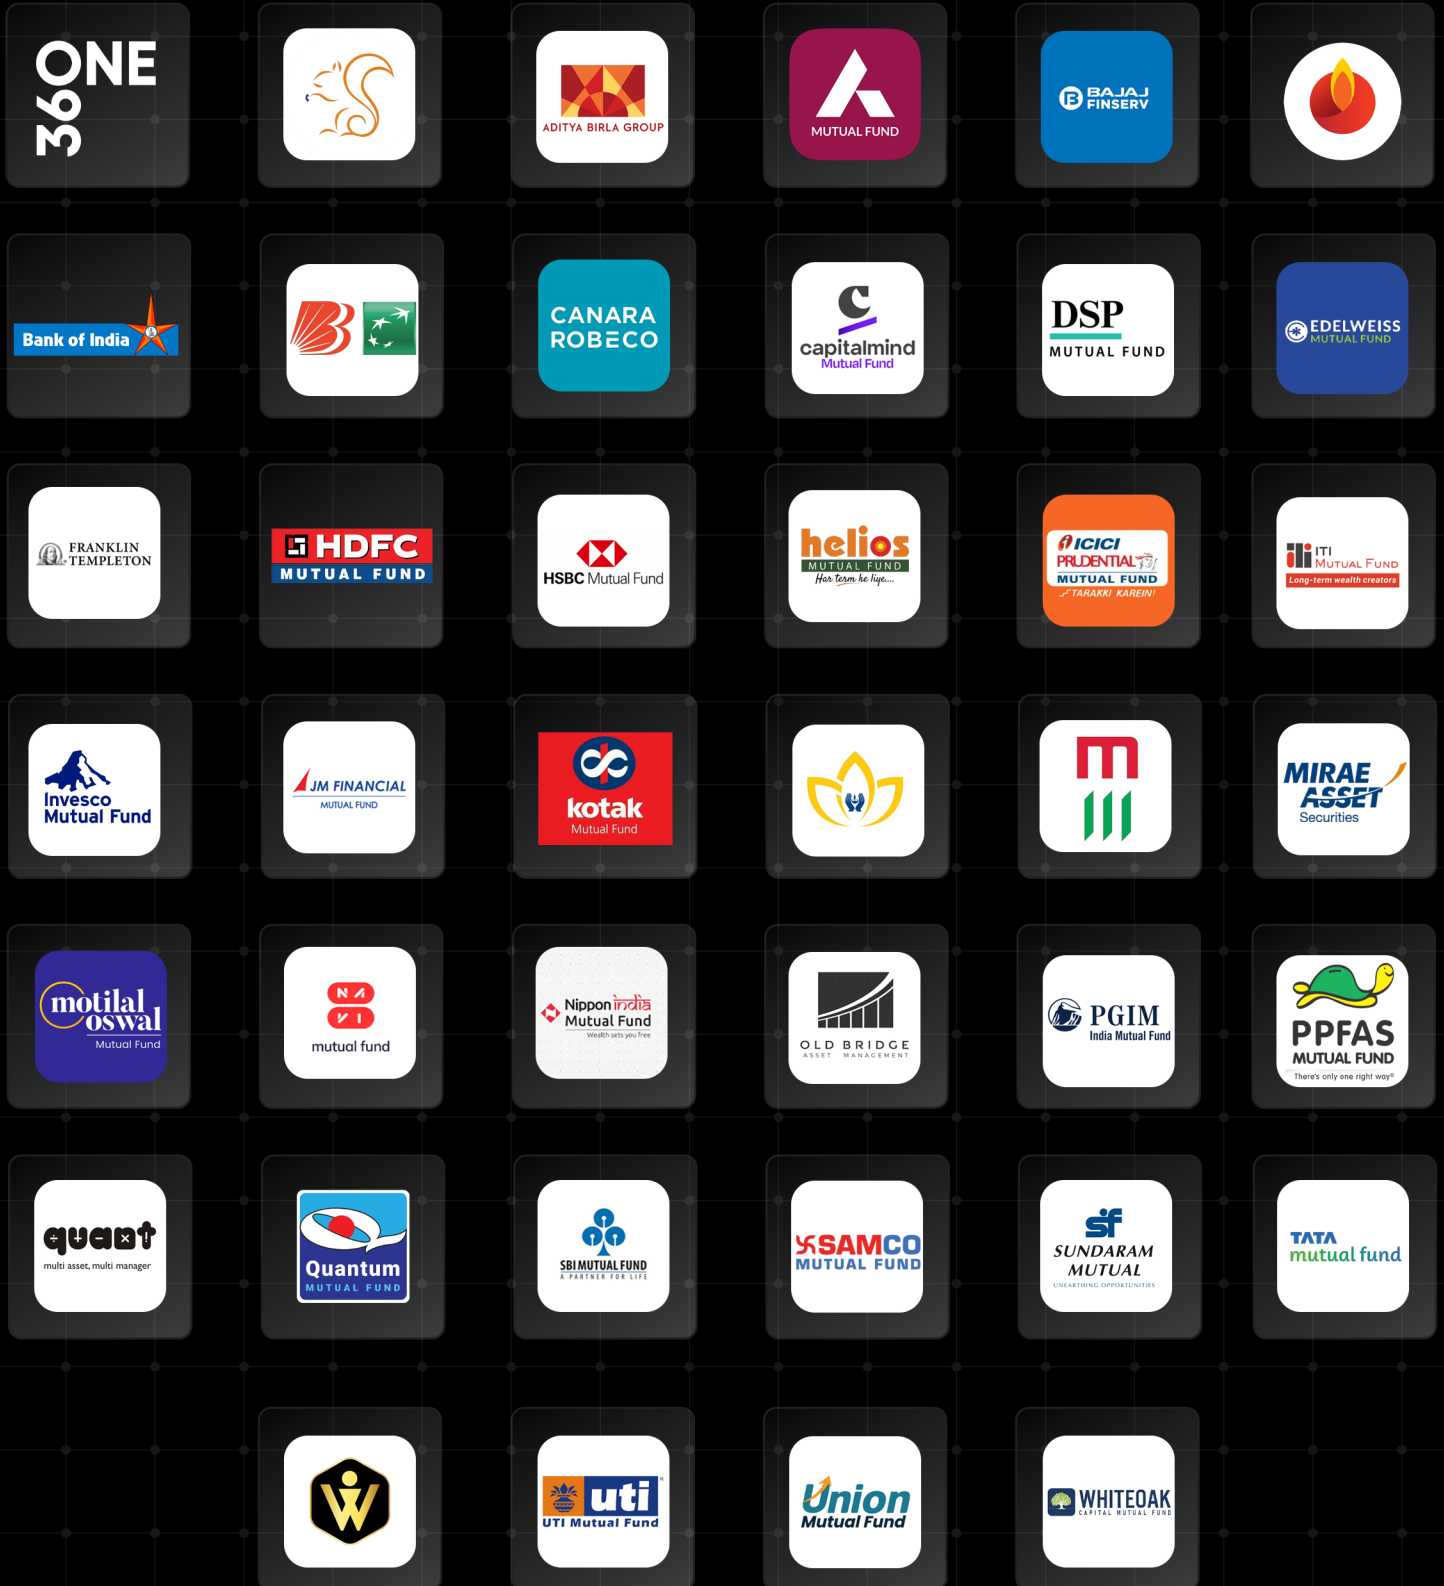 36ONE
ADITYA BIRLA GROUP
MUTUAL FUND
BAJAJ
FINSERV
Bank of India
CANARA
ROBECO
capitalmind
Mutual Fund
DSP
MUTUAL FUND
EDELWEISS
MUTUAL FUND
FRANKLIN
TEMPLETON
HDFC
MUTUAL FUND
HSBC Mutual Fund
helios
MUTUAL FUND
Har term ke liye....
ICICI
PRUDENTIAL
MUTUAL FUND
TARAKKI KAREIN!
ITI
MUTUAL FUND
Long-term wealth creators
Invesco
Mutual Fund
JM FINANCIAL
MUTUAL FUND
kotak
Mutual Fund
MIRAE
ASSET
Securities
motilal
oswal
Mutual Fund
NA
VI
mutual fund
Nippon india
Mutual Fund
Wealth sets you free
OLD BRIDGE
ASSET MANAGEMENT
PGIM
India Mutual Fund
PPFAS
MUTUAL FUND
There's only one right way®
quant
multi asset, multi manager
Quantum
MUTUAL FUND
SBI MUTUAL FUND
A PARTNER FOR LIFE
SAMCO
MUTUAL FUND
sf
SUNDARAM
MUTUAL
UNEARTHING OPPORTUNITIES
TATA
mutual fund
W
uti
UTI Mutual Fund
Union
Mutual Fund
WHITEOAK
CAPITAL MUTUAL FUND